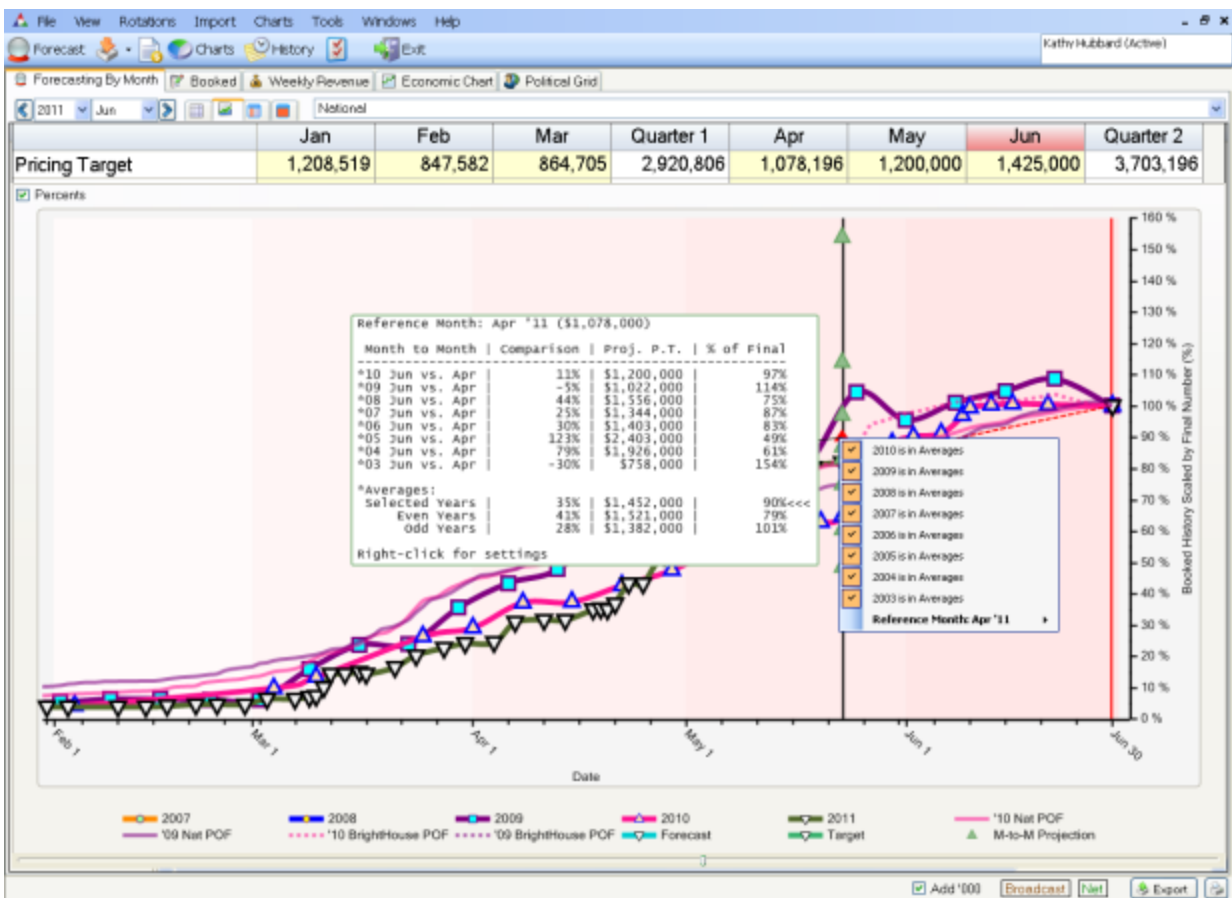 File View Rotations Import Charts Tools Windows Help
Forecast Charts History Exit Kathy Hubbard (Active)
Forecasting By Month Booked Weekly Revenue Economic Chart Political Grid
2011 Jun National
Jan Feb Mar Quarter 1 Apr May Jun Quarter 2
Pricing Target 1,208,519 847,582 864,705 2,920,806 1,078,196 1,200,000 1,425,000 3,703,196
Percents
160 %
150 %
140 %
130 %
120 %
110 %
100 %
90 %
80 %
70 %
60 %
50 %
40 %
30 %
20 %
10 %
0 %
Booked History Scaled by Final Number (%)
Reference Month: Apr '11 ($1,078,000)
Month to Month | Comparison | Proj. P.T. | % of Final
*10 Jun vs. Apr | 11% | $1,200,000 | 97%
*09 Jun vs. Apr | -5% | $1,022,000 | 114%
*08 Jun vs. Apr | 44% | $1,556,000 | 75%
*07 Jun vs. Apr | 25% | $1,344,000 | 87%
*06 Jun vs. Apr | 30% | $1,403,000 | 83%
*05 Jun vs. Apr | 123% | $2,403,000 | 49%
*04 Jun vs. Apr | 79% | $1,926,000 | 61%
*03 Jun vs. Apr | -30% | $758,000 | 154%
*Averages:
Selected Years | 35% | $1,452,000 | 90%<<<
Even Years | 41% | $1,521,000 | 79%
Odd Years | 28% | $1,382,000 | 101%
Right-click for settings
2010 is in Averages
2009 is in Averages
2008 is in Averages
2007 is in Averages
2006 is in Averages
2005 is in Averages
2004 is in Averages
2003 is in Averages
Reference Month: Apr '11
Feb 1 Mar 1 Apr 1 May 1 Jun 1 Jun 30
Date
2007 2008 2009 2010 2011 '10 Nat POF
'09 Nat POF '10 BrightHouse POF '09 BrightHouse POF Forecast Target M-to-M Projection
Add '000 Broadcast Net Export